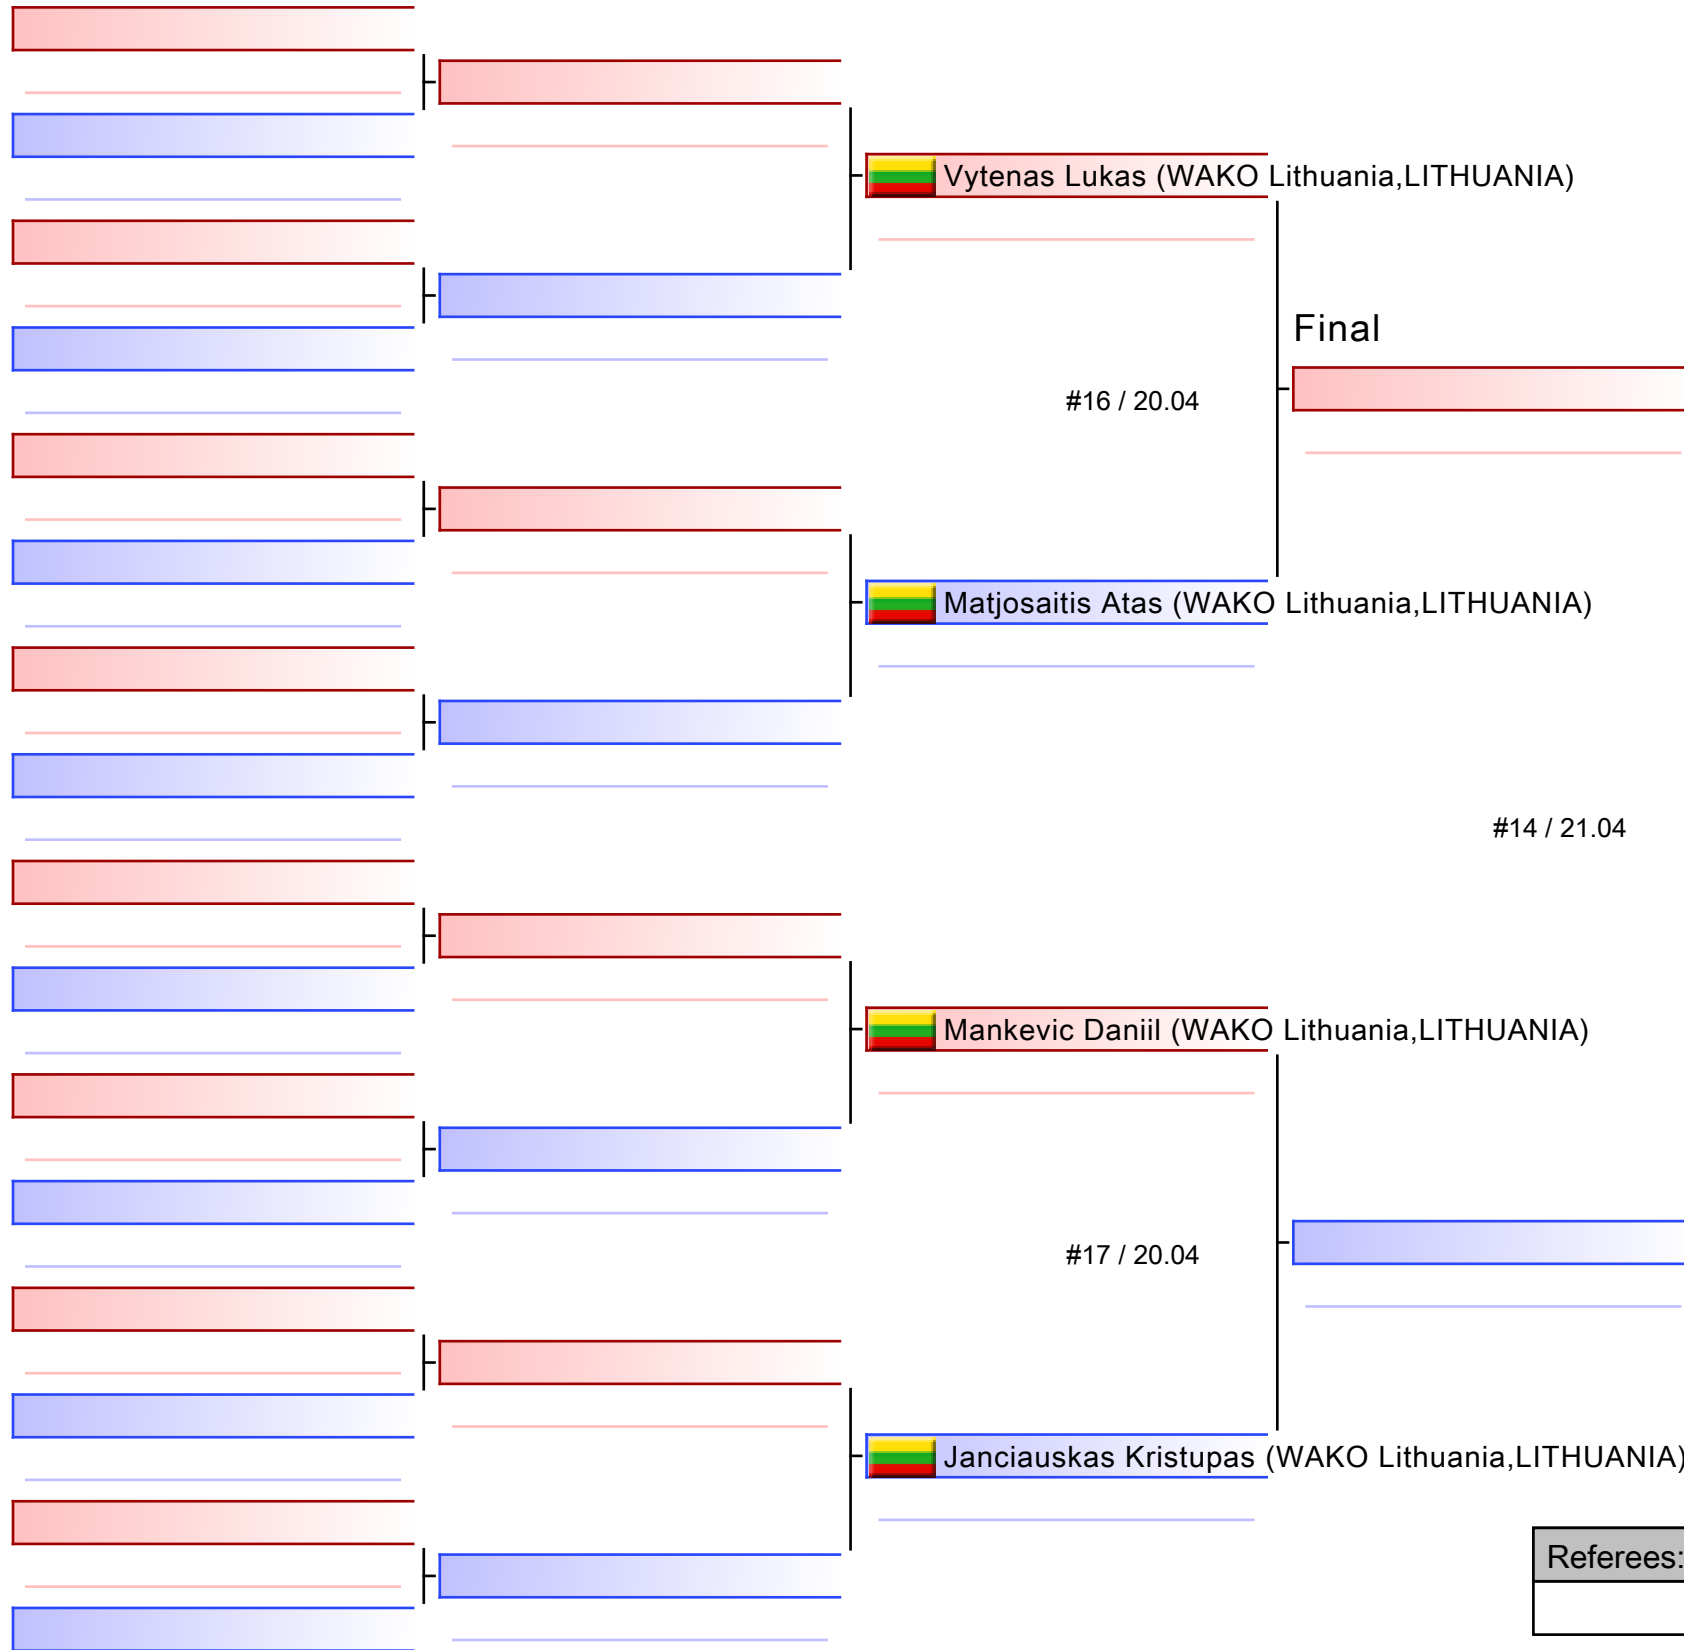 Vytenas Lukas (WAKO Lithuania,LITHUANIA)
Final
#16 / 20.04
Matjosaitis Atas (WAKO Lithuania,LITHUANIA)
#14 / 21.04
Mankevic Daniil (WAKO Lithuania,LITHUANIA)
#17 / 20.04
Janciauskas Kristupas (WAKO Lithuania,LITHUANIA)
Referees: